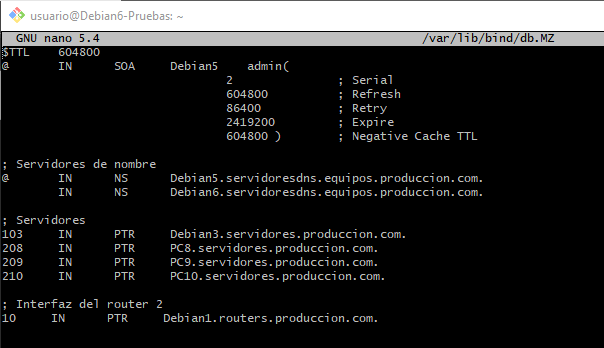 usuario@Debian6-Pruebas: ~
GNU nano 5.4 /var/lib/bind/db.MZ
$TTL 604800
@ IN SOA Debian5 admin(
2 ; Serial
604800 ; Refresh
86400 ; Retry
2419200 ; Expire
604800 ) ; Negative Cache TTL
; Servidores de nombre
@ IN NS Debian5.servidoresdns.equipos.produccion.com.
IN NS Debian6.servidoresdns.equipos.produccion.com.
; Servidores
103 IN PTR Debian3.servidores.produccion.com.
208 IN PTR PC8.servidores.produccion.com.
209 IN PTR PC9.servidores.produccion.com.
210 IN PTR PC10.servidores.produccion.com.
; Interfaz del router 2
10 IN PTR Debian1.routers.produccion.com.